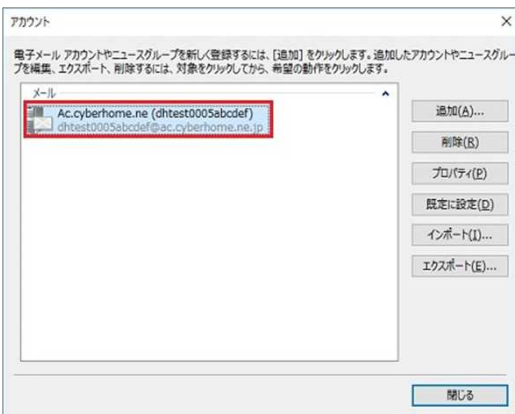 アカウント
電子メール アカウントやニュースグループを新しく登録するには、[追加] をクリックします。追加したアカウントやニュースグルー
プを編集、エクスポート、削除するには、対象をクリックしてから、希望の動作をクリックします。
メール
Ac.cyberhome.ne (dhtest0005abcdef)
dhtest0005abcdef@ac.cyberhome.ne.jp
追加(A)...
削除(R)
プロパティ(P)
既定に設定(D)
インポート(I)...
エクスポート(E)...
閉じる